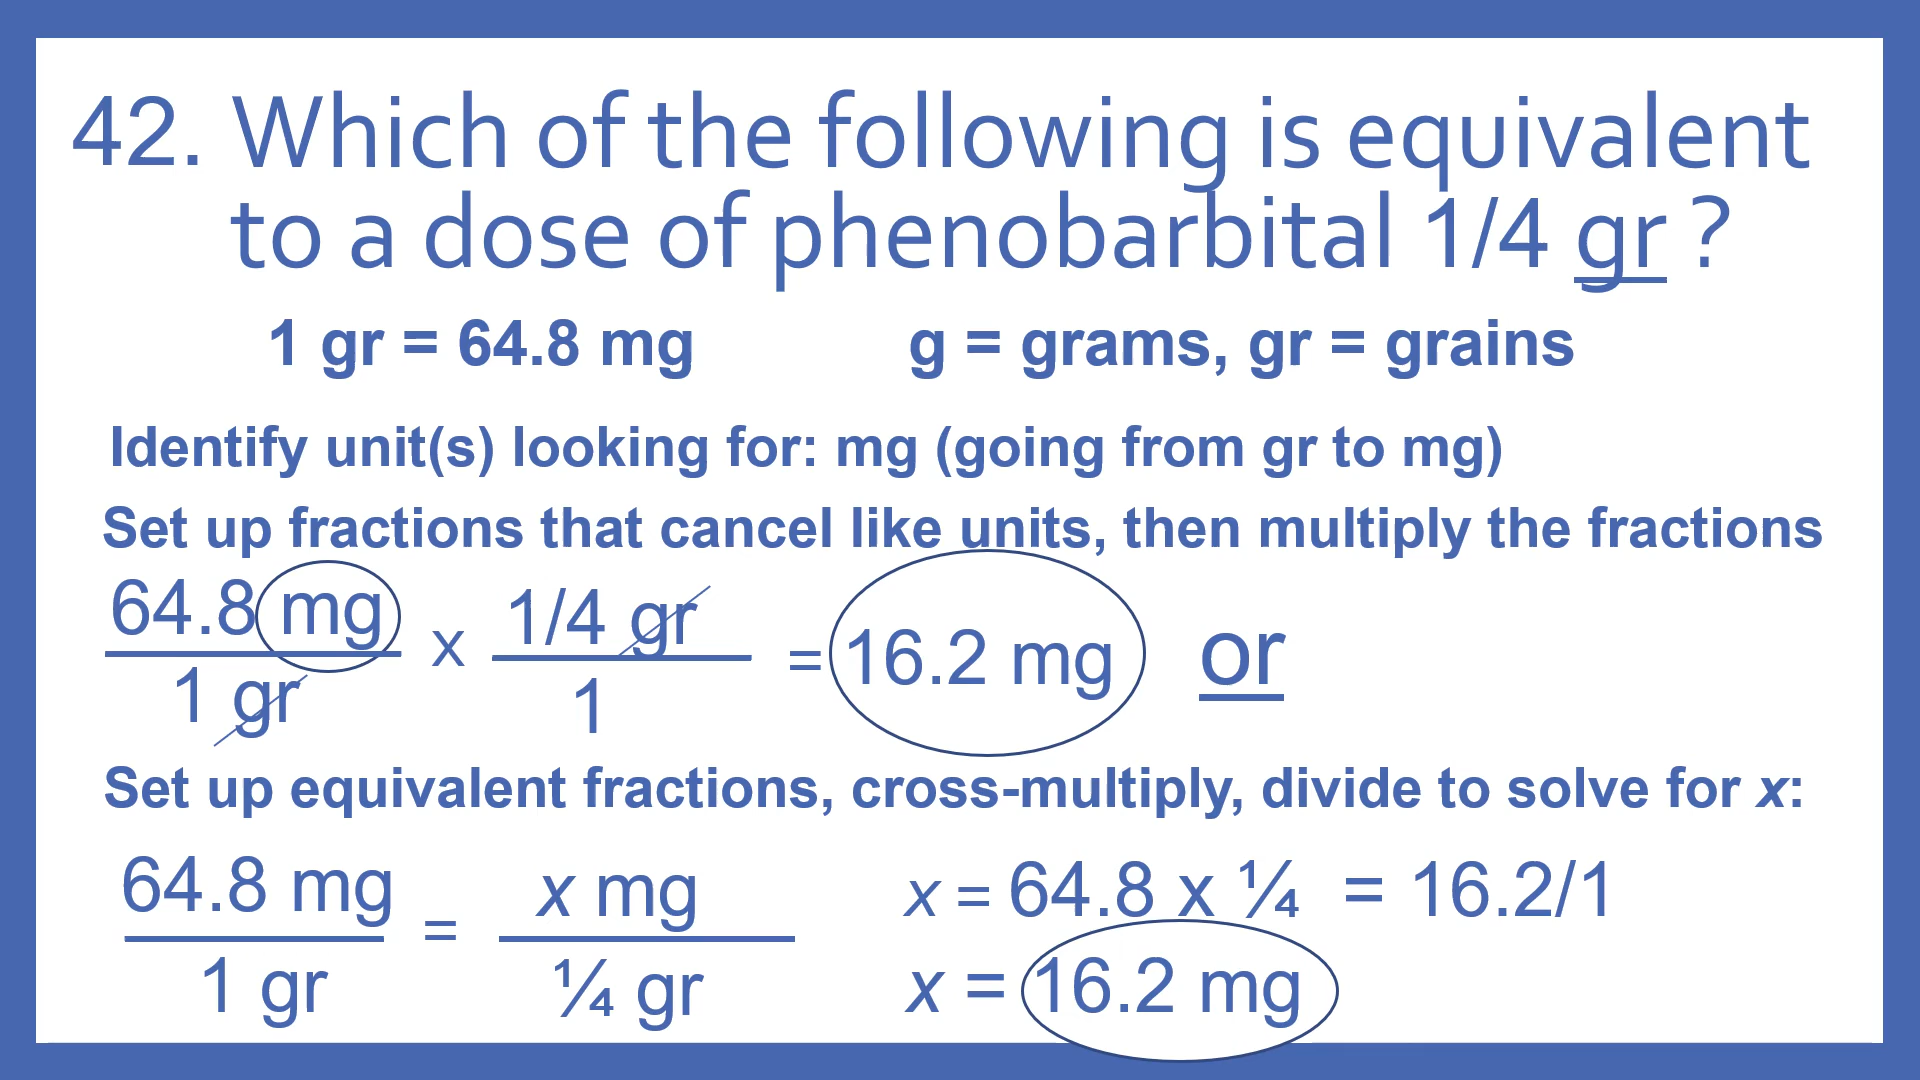 42. Which of the following is equivalent
to a dose of phenobarbital 1/4 gr ?
1 gr = 64.8 mg g = grams, gr = grains
Identify unit(s) looking for: mg (going from gr to mg)
Set up fractions that cancel like units, then multiply the fractions
64.8 mg x 1/4 gr = 16.2 mg or
1 gr 1
Set up equivalent fractions, cross-multiply, divide to solve for x:
64.8 mg = x mg x = 64.8 x ¼ = 16.2/1
1 gr ¼ gr x = 16.2 mg